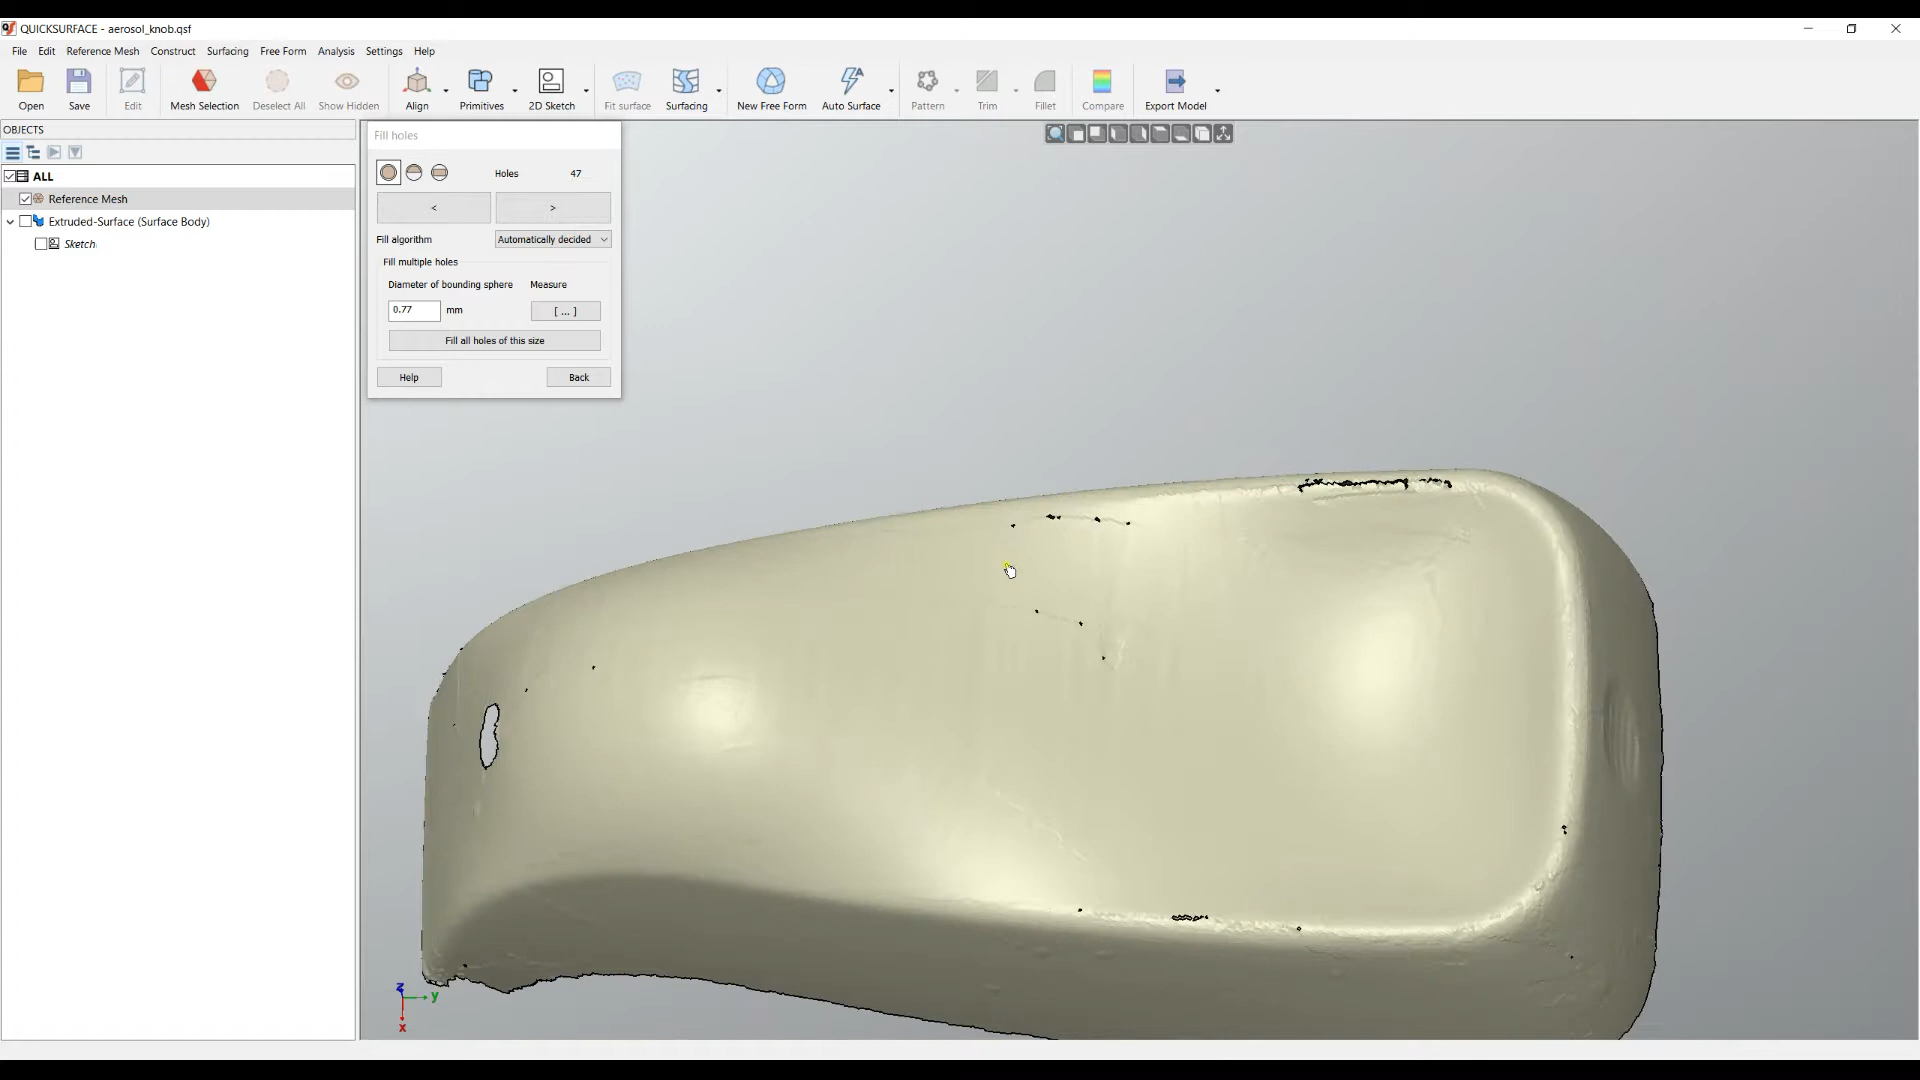 QUICKSURFACE - aerosol_knob.qsf
File Edit Reference Mesh Construct Surfacing Free Form Analysis Settings Help
Open Save Edit Mesh Selection Deselect All Show Hidden Align Primitives 2D Sketch Fit surface Surfacing New Free Form Auto Surface Pattern Trim Fillet Compare Export Model
OBJECTS
ALL
Reference Mesh
Extruded-Surface (Surface Body)
Sketch
Fill holes
Holes 47
< >
Fill algorithm Automatically decided
Fill multiple holes
Diameter of bounding sphere Measure
0.77 mm [ ... ]
Fill all holes of this size
Help Back
z
y
x